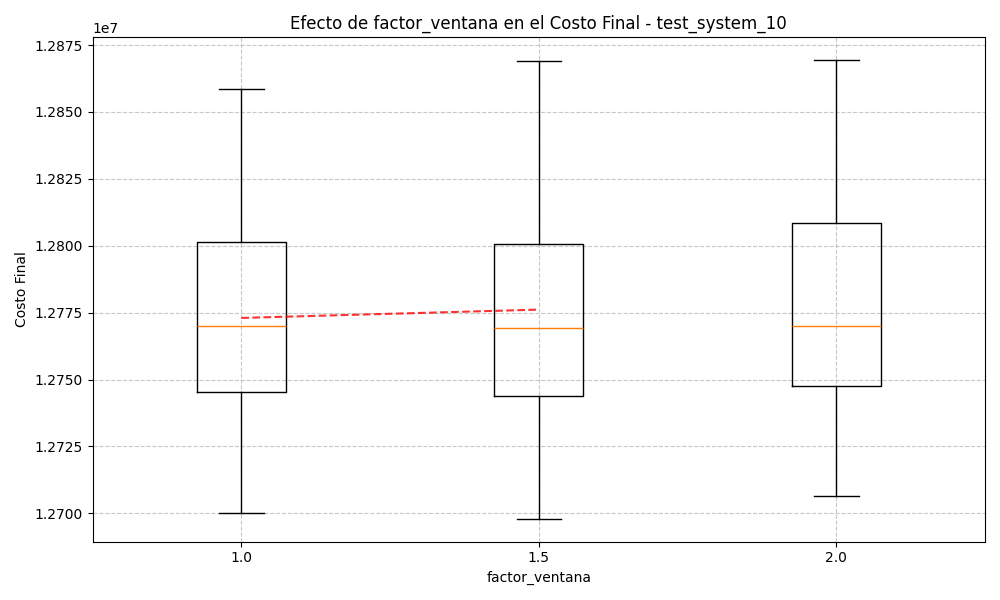 Efecto de factor_ventana en el Costo Final - test_system_10
1e7
1.2875
1.2850
1.2825
1.2800
1.2775
1.2750
1.2725
1.2700
Costo Final
1.0
1.5
2.0
factor_ventana